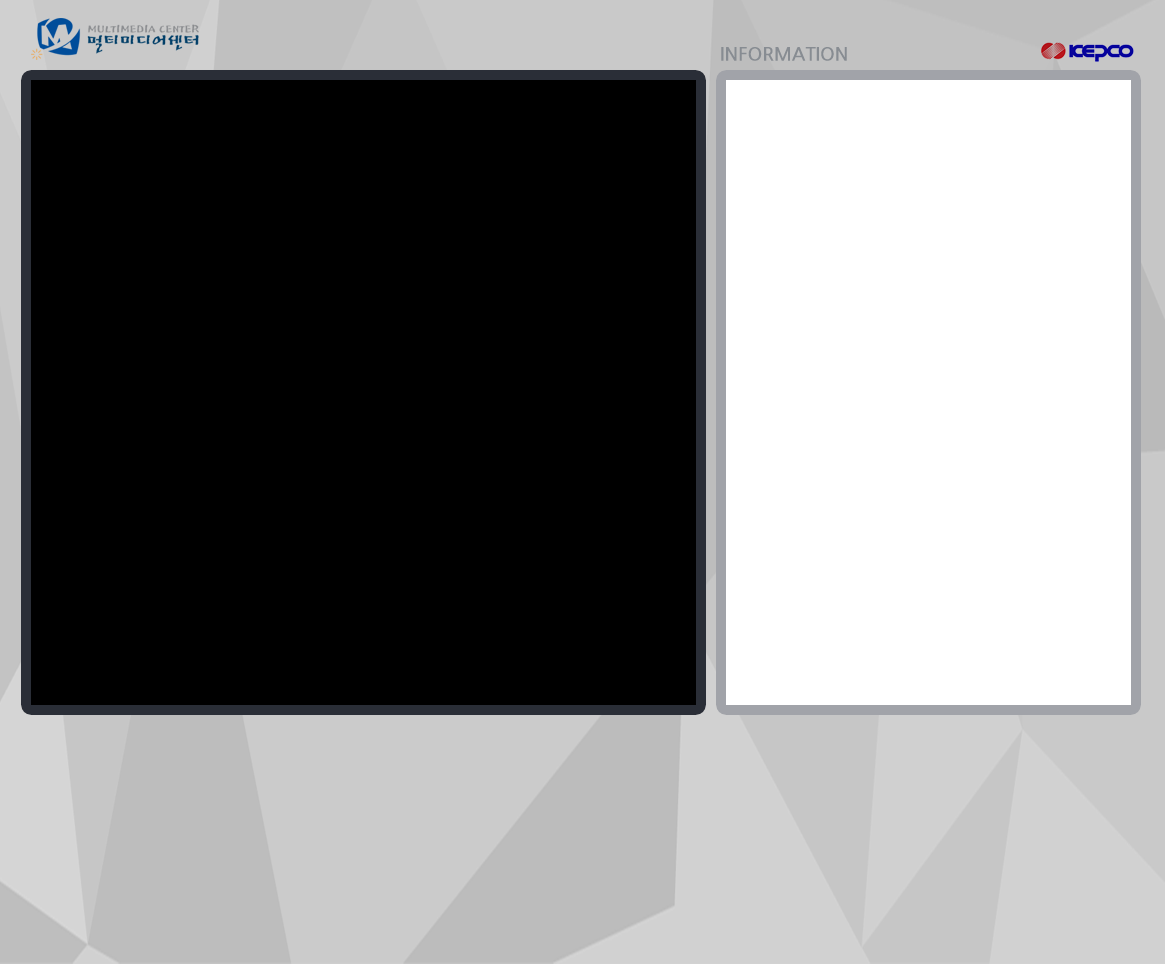 MULTIMEDIA CENTER
멀티미디어센터
INFORMATION
KEPCO